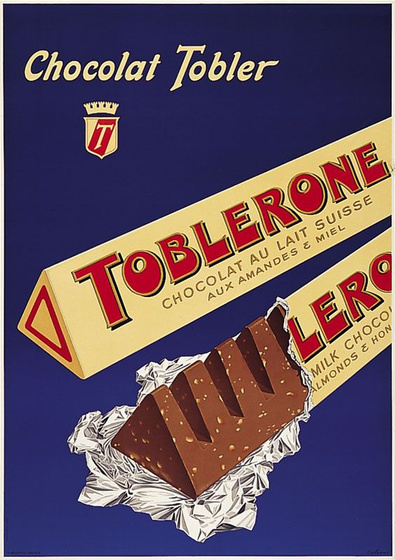 Chocolat Tobler
T
TOBLERONE
CHOCOLAT AU LAIT SUISSE
AUX AMANDES & MIEL
LERO
MILK CHOCO
ALMONDS & HON